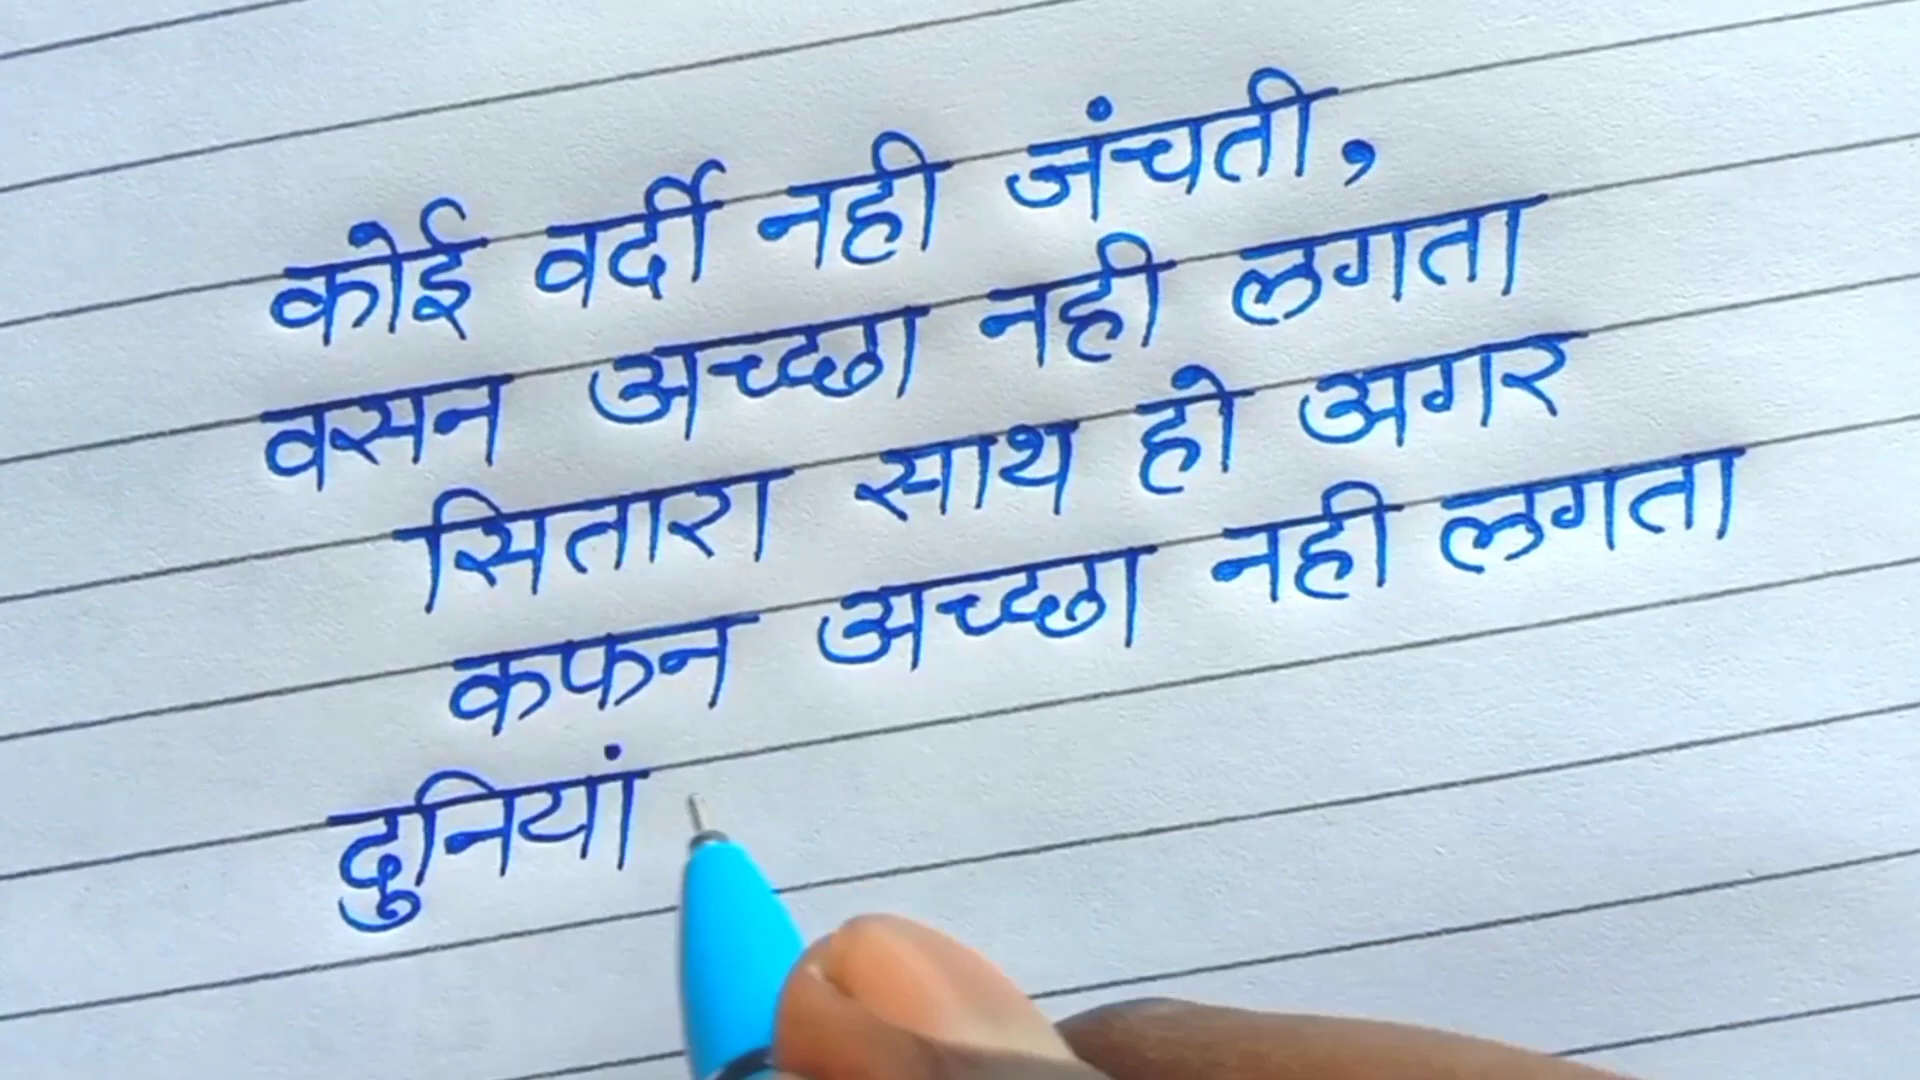 कोई वर्दी नही जंचती,
वसन अच्छा नही लगता
सितारा साथ हो अगर
कफन अच्छा नही लगता
दुनियां